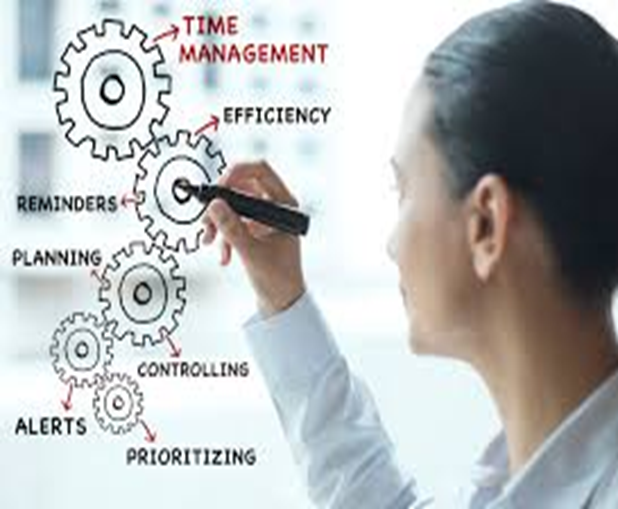 TIME
MANAGEMENT
EFFICIENCY
REMINDERS
PLANNING
CONTROLLING
ALERTS
PRIORITIZING